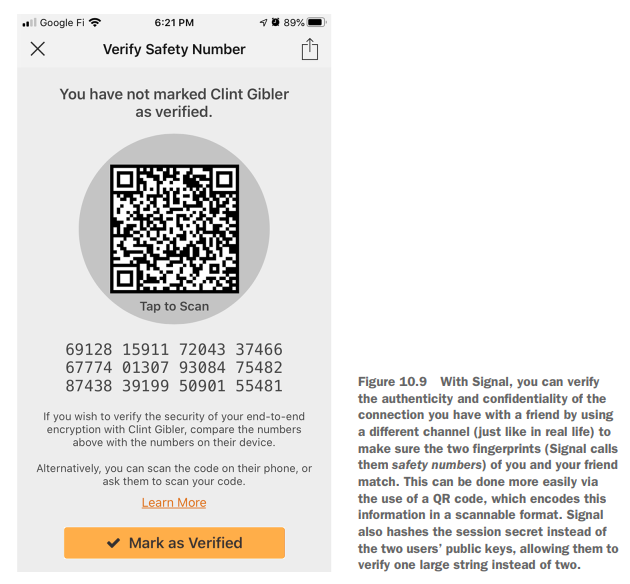 Google Fi 6:21 PM 89%
Verify Safety Number
You have not marked Clint Gibler
as verified.
Tap to Scan
69128 15911 72043 37466
67774 01307 93084 75482
87438 39199 50901 55481
If you wish to verify the security of your end-to-end
encryption with Clint Gibler, compare the numbers
above with the numbers on their device.
Alternatively, you can scan the code on their phone, or
ask them to scan your code.
Learn More
Mark as Verified
Figure 10.9 With Signal, you can verify
the authenticity and confidentiality of the
connection you have with a friend by using
a different channel (just like in real life) to
make sure the two fingerprints (Signal calls
them safety numbers) of you and your friend
match. This can be done more easily via
the use of a QR code, which encodes this
information in a scannable format. Signal
also hashes the session secret instead of
the two users' public keys, allowing them to
verify one large string instead of two.